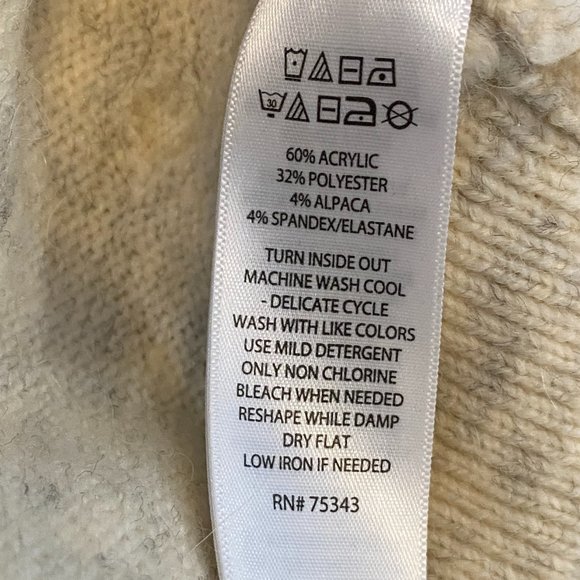 30
60% ACRYLIC
32% POLYESTER
4% ALPACA
4% SPANDEX/ELASTANE
TURN INSIDE OUT
MACHINE WASH COOL
- DELICATE CYCLE
WASH WITH LIKE COLORS
USE MILD DETERGENT
ONLY NON CHLORINE
BLEACH WHEN NEEDED
RESHAPE WHILE DAMP
DRY FLAT
LOW IRON IF NEEDED
RN# 75343